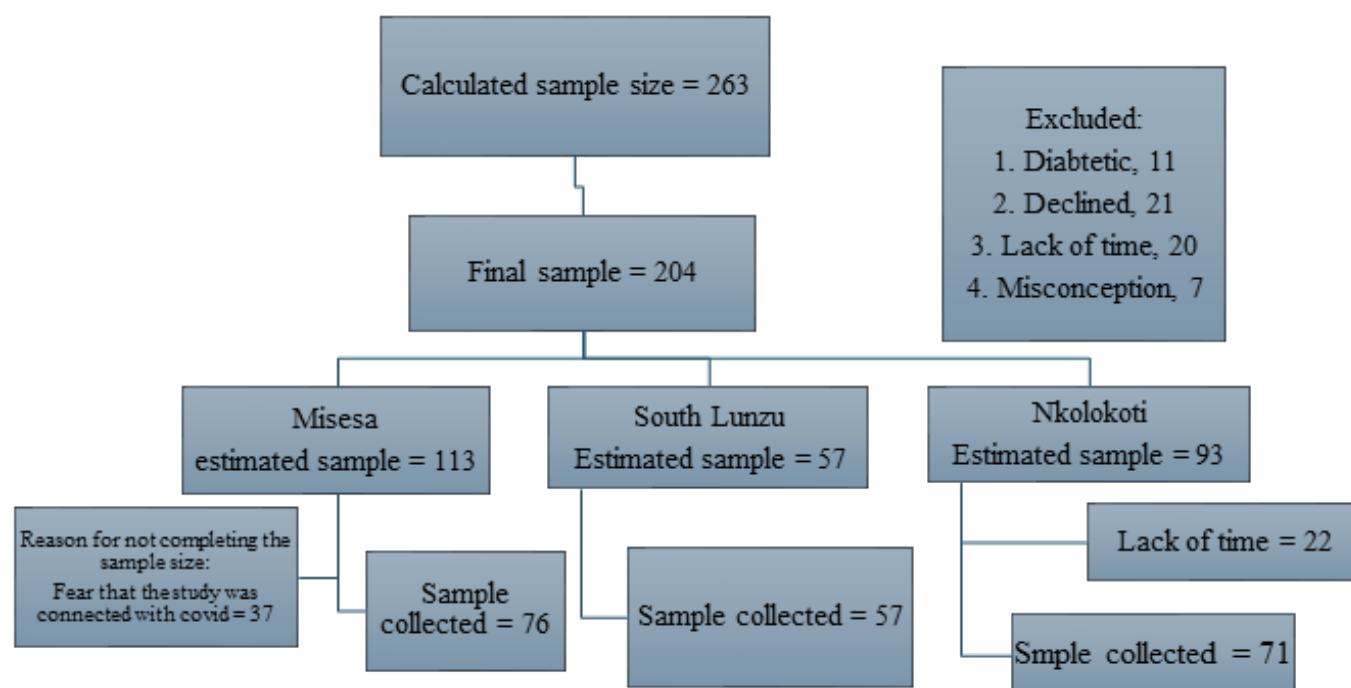 Calculated sample size = 263
Excluded:
1. Diabtetic, 11
2. Declined, 21
3. Lack of time, 20
4. Misconception, 7
Final sample = 204
Misesa
estimated sample = 113
South Lunzu
Estimated sample = 57
Nkolokoti
Estimated sample = 93
Reason for not completing the
sample size:
Fear that the study was
connected with covid = 37
Sample
collected = 76
Sample collected = 57
Lack of time = 22
Smple collected = 71